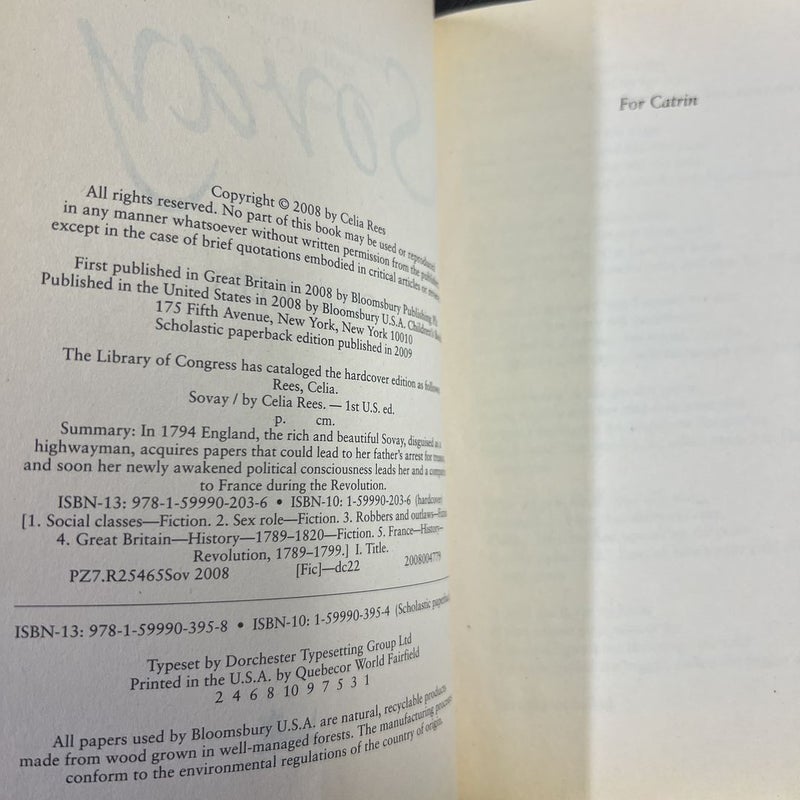 Sovay
Copyright © 2008 by Celia Rees
All rights reserved. No part of this book may be used or reproduced
in any manner whatsoever without written permission from the publisher
except in the case of brief quotations embodied in critical articles or reviews
First published in Great Britain in 2008 by Bloomsbury Publishing Plc
Published in the United States in 2008 by Bloomsbury U.S.A. Children's Books
175 Fifth Avenue, New York, New York 10010
Scholastic paperback edition published in 2009
The Library of Congress has cataloged the hardcover edition as follows
Rees, Celia.
Sovay / by Celia Rees. — 1st U.S. ed.
p. cm.
Summary: In 1794 England, the rich and beautiful Sovay, disguised as a
highwayman, acquires papers that could lead to her father's arrest for treason
and soon her newly awakened political consciousness leads her and a
to France during the Revolution.
ISBN-13: 978-1-59990-203-6 • ISBN-10: 1-59990-203-6 (hardcover)
[1. Social classes—Fiction. 2. Sex role—Fiction. 3. Robbers and outlaws—Fiction
4. Great Britain—History—1789–1820—Fiction. 5. France—History—
Revolution, 1789–1799.] I. Title.
PZ7.R25465Sov 2008 [Fic]—dc22 2008004779
ISBN-13: 978-1-59990-395-8 • ISBN-10: 1-59990-395-4 (Scholastic paperback)
Typeset by Dorchester Typesetting Group Ltd
Printed in the U.S.A. by Quebecor World Fairfield
2 4 6 8 10 9 7 5 3 1
All papers used by Bloomsbury U.S.A. are natural, recyclable products
made from wood grown in well-managed forests. The manufacturing processes
conform to the environmental regulations of the country of origin.
For Catrin